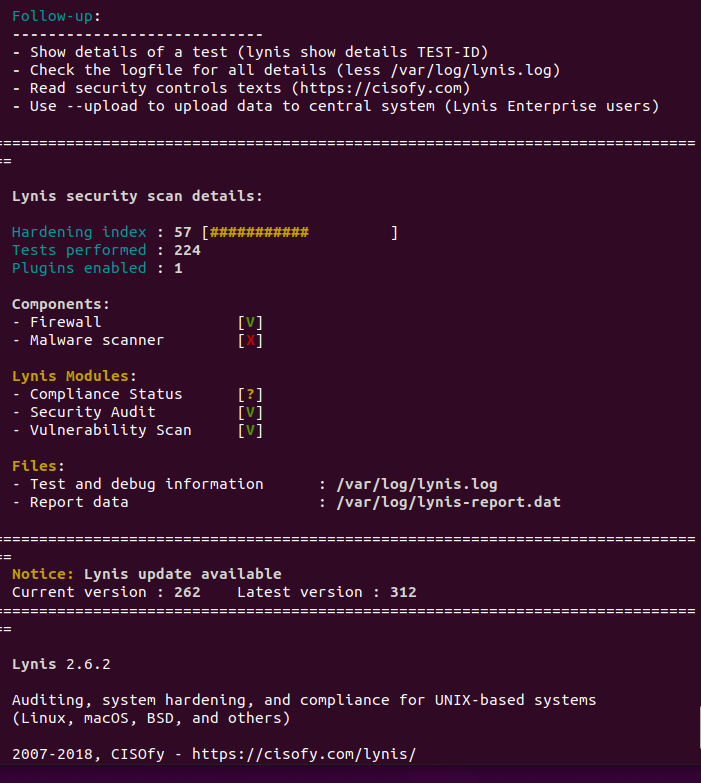 Follow-up:
----------------------------
- Show details of a test (lynis show details TEST-ID)
- Check the logfile for all details (less /var/log/lynis.log)
- Read security controls texts (https://cisofy.com)
- Use --upload to upload data to central system (Lynis Enterprise users)
=============================================================================
==
Lynis security scan details:
Hardening index : 57 [###########         ]
Tests performed : 224
Plugins enabled : 1
Components:
- Firewall               [V]
- Malware scanner        [X]
Lynis Modules:
- Compliance Status      [?]
- Security Audit         [V]
- Vulnerability Scan     [V]
Files:
- Test and debug information      : /var/log/lynis.log
- Report data                     : /var/log/lynis-report.dat
=============================================================================
==
Notice: Lynis update available
Current version : 262    Latest version : 312
=============================================================================
==
Lynis 2.6.2
Auditing, system hardening, and compliance for UNIX-based systems
(Linux, macOS, BSD, and others)
2007-2018, CISOfy - https://cisofy.com/lynis/